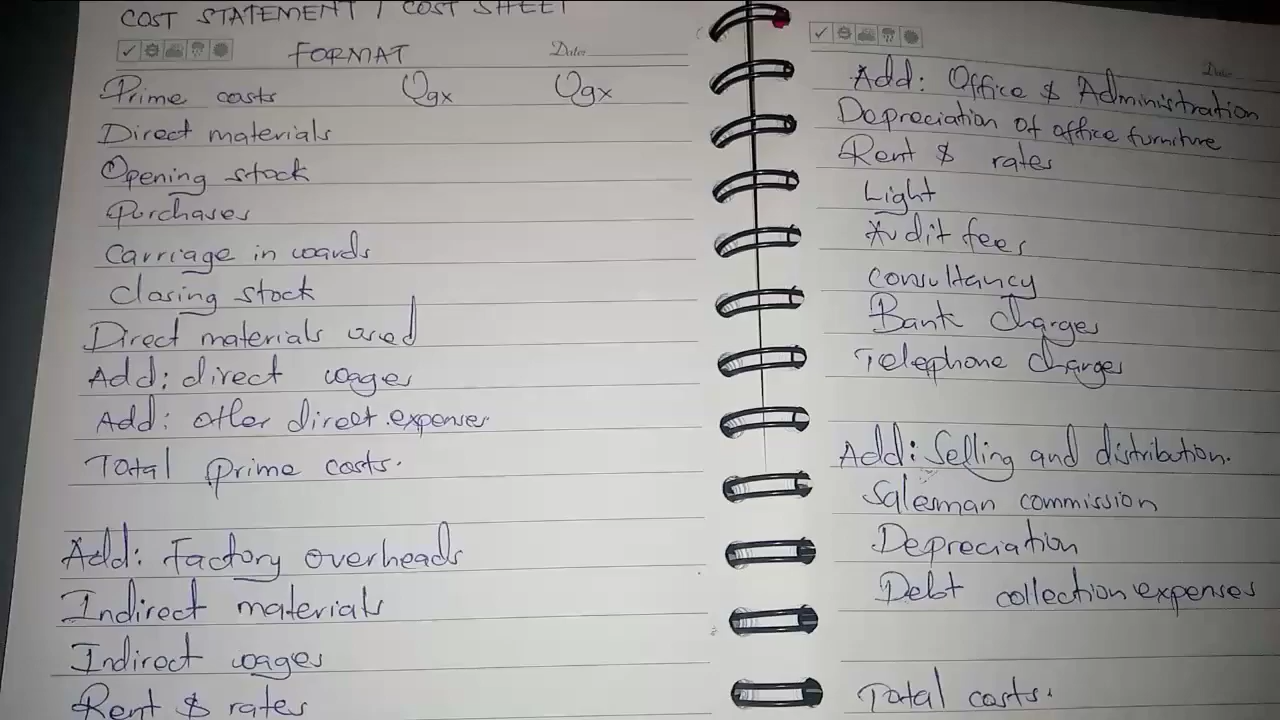 COST STATEMENT / COST SHEET
FORMAT
Date
Prime costs Ugx Ugx
Direct materials
Opening stock
Purchases
Carriage in wards
Closing stock
Direct materials used
Add: direct wages
Add: other direct expenses
Total prime costs.
Add: Factory overheads
Indirect materials
Indirect wages
Rent $ rates
Date
Add: Office $ Administration
Depreciation of office furniture
Rent $ rates
Light
Audit fees
Consultancy
Bank charges
Telephone charges
Add: Selling and distribution.
Salesman commission
Depreciation
Debt collection expenses
Total costs.